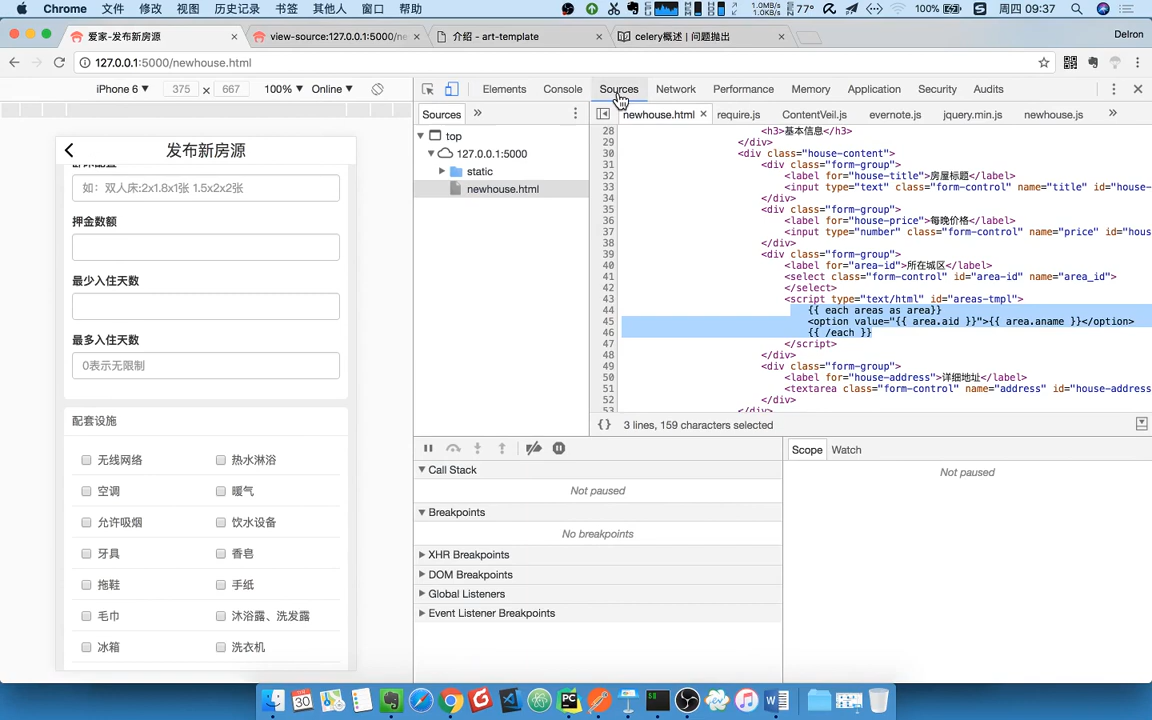 Chrome 文件 修改 视图 历史记录 书签 其他人 窗口 帮助
1.0MB/s
1.0KB/s
77° 100% 周四 09:37
爱家-发布新房源
view-source:127.0.0.1:5000/ne
介绍 - art-template
celery概述 | 问题抛出
Delron
127.0.0.1:5000/newhouse.html
iPhone 6 ▼ 375 × 667 100% ▼ Online ▼
Elements Console Sources Network Performance Memory Application Security Audits
Sources »
newhouse.html × require.js ContentVeil.js evernote.js jquery.min.js newhouse.js »
top
127.0.0.1:5000
static
newhouse.html
28 <h3>基本信息</h3>
29 </div>
30 <div class="house-content">
31 <div class="form-group">
32 <label for="house-title">房屋标题</label>
33 <input type="text" class="form-control" name="title" id="house-
34 </div>
35 <div class="form-group">
36 <label for="house-price">每晚价格</label>
37 <input type="number" class="form-control" name="price" id="hous
38 </div>
39 <div class="form-group">
40 <label for="area-id">所在城区</label>
41 <select class="form-control" id="area-id" name="area_id">
42 </select>
43 <script type="text/html" id="areas-tmpl">
44 {{ each areas as area}}
45 <option value="{{ area.aid }}">{{ area.aname }}</option>
46 {{ /each }}
47 </script>
48 </div>
49 <div class="form-group">
50 <label for="house-address">详细地址</label>
51 <textarea class="form-control" name="address" id="house-address
52 </div>
53 </div>
{} 3 lines, 159 characters selected
Call Stack
Not paused
Breakpoints
No breakpoints
XHR Breakpoints
DOM Breakpoints
Global Listeners
Event Listener Breakpoints
Scope Watch
Not paused
发布新房源
如：双人床:2x1.8x1张 1.5x2x2张
押金数额
最少入住天数
最多入住天数
0表示无限制
配套设施
无线网络 热水淋浴
空调 暖气
允许吸烟 饮水设备
牙具 香皂
拖鞋 手纸
毛巾 沐浴露、洗发露
冰箱 洗衣机